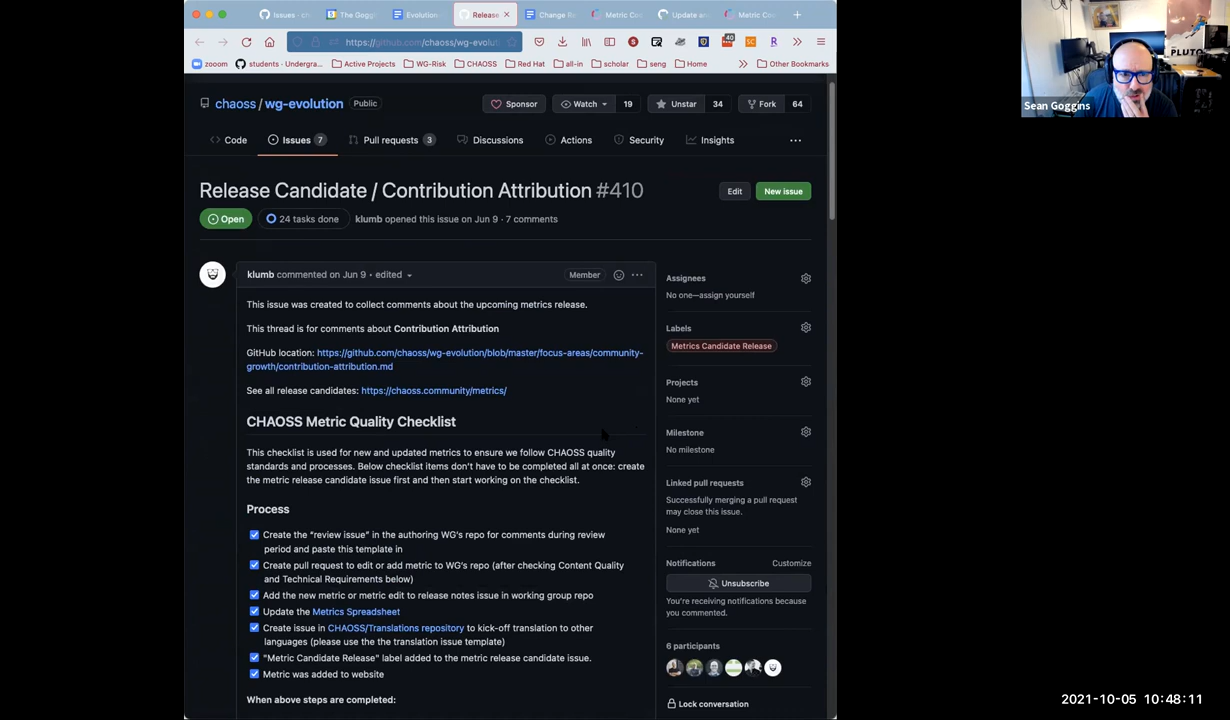 Issues · ch
The Goggi
Evolution
Release
Change Re
Metric Co
Update an
Metric Co
https://github.com/chaoss/wg-evolut
40
zooom
students · Undergra...
Active Projects
WG-Risk
CHAOSS
Red Hat
all-in
scholar
seng
Home
Other Bookmarks
chaoss / wg-evolution Public
Sponsor
Watch 19
Unstar 34
Fork 64
Code
Issues 7
Pull requests 3
Discussions
Actions
Security
Insights
Release Candidate / Contribution Attribution #410
Edit
New issue
Open
24 tasks done
klumb opened this issue on Jun 9 · 7 comments
klumb commented on Jun 9 • edited
Member
This issue was created to collect comments about the upcoming metrics release.
This thread is for comments about Contribution Attribution
GitHub location: https://github.com/chaoss/wg-evolution/blob/master/focus-areas/community-
growth/contribution-attribution.md
See all release candidates: https://chaoss.community/metrics/
CHAOSS Metric Quality Checklist
This checklist is used for new and updated metrics to ensure we follow CHAOSS quality
standards and processes. Below checklist items don't have to be completed all at once: create
the metric release candidate issue first and then start working on the checklist.
Process
Create the "review issue" in the authoring WG's repo for comments during review
period and paste this template in
Create pull request to edit or add metric to WG's repo (after checking Content Quality
and Technical Requirements below)
Add the new metric or metric edit to release notes issue in working group repo
Update the Metrics Spreadsheet
Create issue in CHAOSS/Translations repository to kick-off translation to other
languages (please use the the translation issue template)
"Metric Candidate Release" label added to the metric release candidate issue.
Metric was added to website
When above steps are completed:
Assignees
No one—assign yourself
Labels
Metrics Candidate Release
Projects
None yet
Milestone
No milestone
Linked pull requests
Successfully merging a pull request
may close this issue.
None yet
Notifications
Customize
Unsubscribe
You're receiving notifications because
you commented.
6 participants
Lock conversation
PLUTO
Sean Goggins
2021-10-05 10:48:11